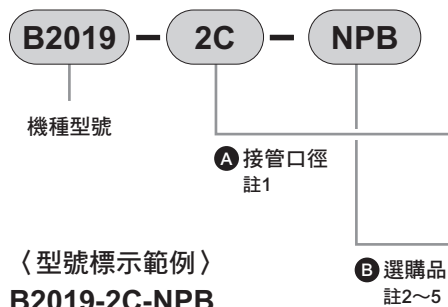 B2019 - 2C - NPB
機種型號
A 接管口徑
註1
B 選購品
註2～5
〈型號標示範例〉
B2019-2C-NPB